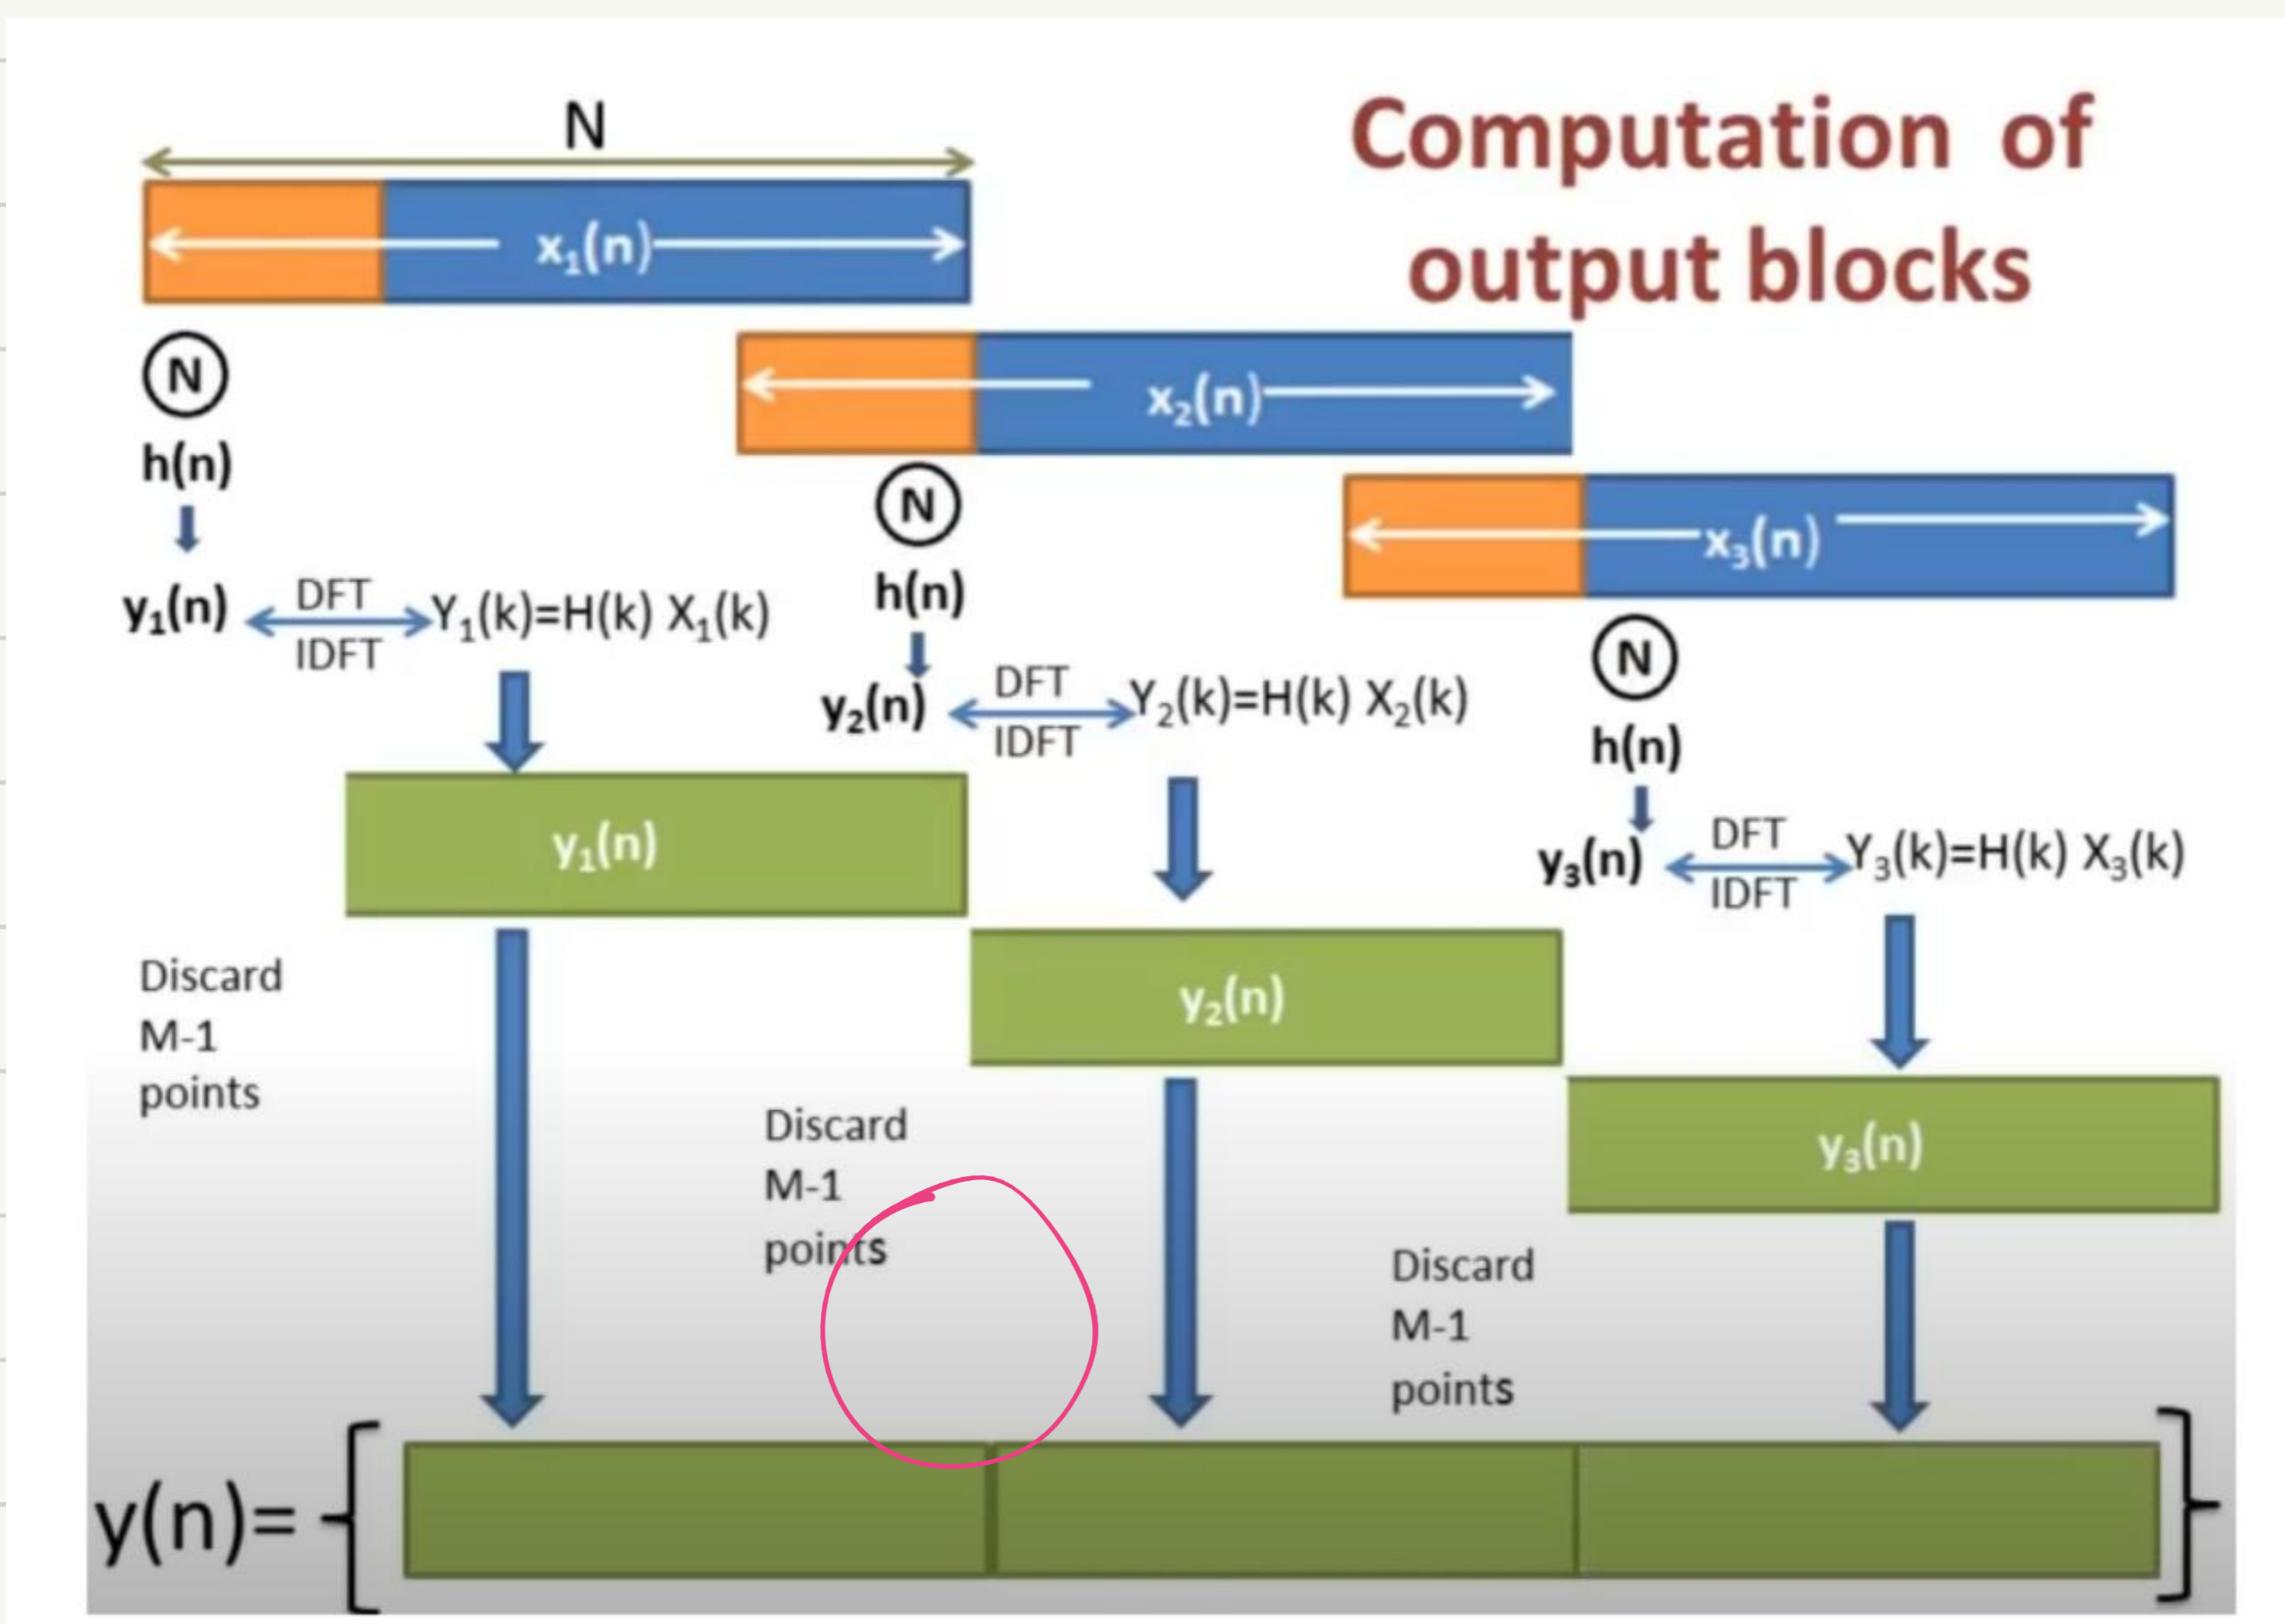 N
Computation of
output blocks
x₁(n)
N
h(n)
x₂(n)
N
h(n)
x₃(n)
N
h(n)
y₁(n) DFT Y₁(k)=H(k) X₁(k)
IDFT
y₂(n) DFT Y₂(k)=H(k) X₂(k)
IDFT
y₃(n) DFT Y₃(k)=H(k) X₃(k)
IDFT
y₁(n)
y₂(n)
y₃(n)
Discard
M-1
points
Discard
M-1
points
Discard
M-1
points
y(n)=